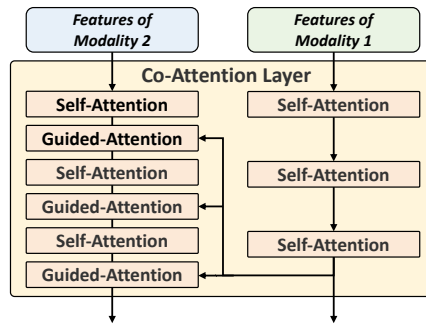 Features of
Modality 2
Features of
Modality 1
Co-Attention Layer
Self-Attention
Guided-Attention
Self-Attention
Guided-Attention
Self-Attention
Guided-Attention
Self-Attention
Self-Attention
Self-Attention